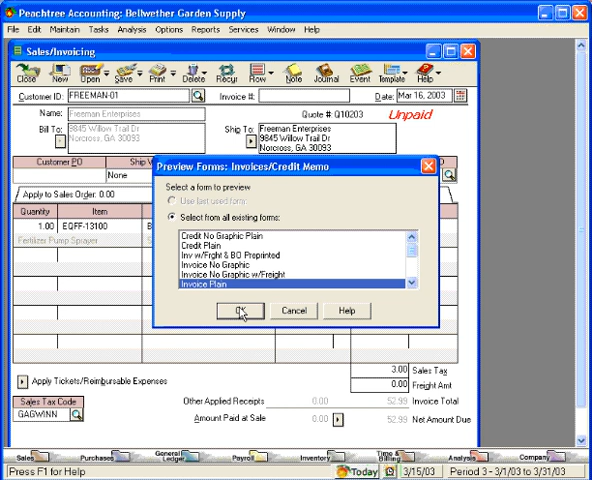 Peachtree Accounting: Bellwether Garden Supply
File Edit Maintain Tasks Analysis Options Reports Services Window Help
Sales/Invoicing
Close New Open Save Print Delete Recur Row Note Journal Event Template Help
Customer ID: FREEMAN-01 Invoice #: Date: Mar 16, 2003
Name: Freeman Enterprises Quote #: Q10203 Unpaid
Bill To: 9845 Willow Trail Dr Ship To: Freeman Enterprises
Norcross, GA 30093 9845 Willow Trail Dr
Norcross, GA 30093
Customer PO Ship V
None
Apply to Sales Order: 0.00
Quantity Item
1.00 EQFF-13100
Fertilizer Pump Sprayer
Preview Forms: Invoices/Credit Memo
Select a form to preview
Use last used form:
Select from all existing forms:
Credit No Graphic Plain
Credit Plain
Inv w/Frght & BO Preprinted
Invoice No Graphic
Invoice No Graphic w/Freight
Invoice Plain
OK Cancel Help
3.00 Sales Tax
Apply Tickets/Reimbursable Expenses 0.00 Freight Amt
Sales Tax Code Other Applied Receipts 0.00 52.99 Invoice Total
GAGWINN Amount Paid at Sale 0.00 52.99 Net Amount Due
Sales Purchases General Ledger Payroll Inventory Time & Billing Analysis Company
Press F1 for Help Today 3/15/03 Period 3 - 3/1/03 to 3/31/03